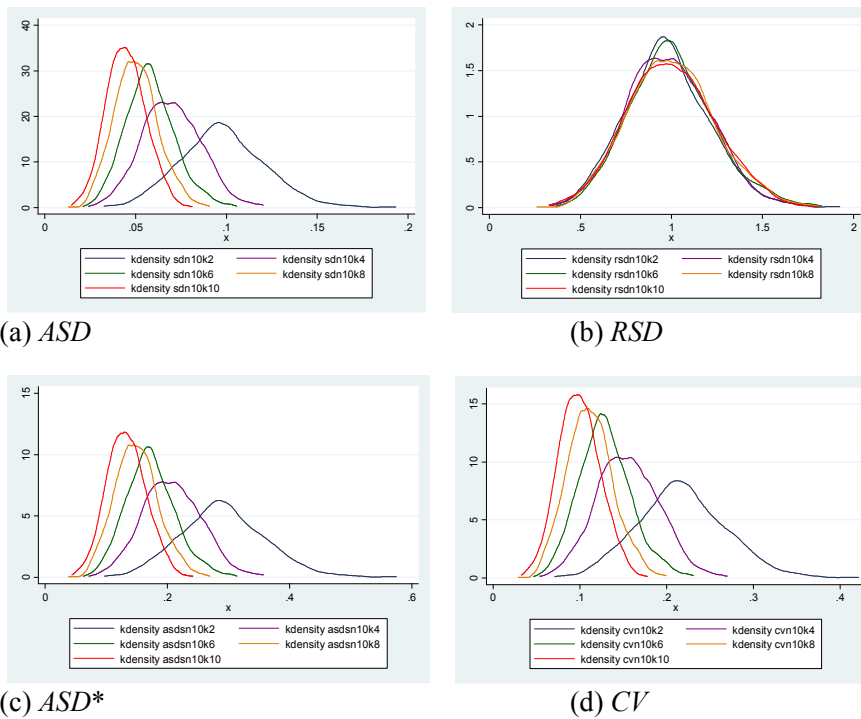 40
30
20
10
0
0 .05 .1 .15 .2
x
kdensity sdn10k2 kdensity sdn10k4
kdensity sdn10k6 kdensity sdn10k8
kdensity sdn10k10
(a) ASD
2
1.5
1
.5
0
0 .5 1 1.5 2
x
kdensity rsdn10k2 kdensity rsdn10k4
kdensity rsdn10k6 kdensity rsdn10k8
kdensity rsdn10k10
(b) RSD
15
10
5
0
0 .2 .4 .6
x
kdensity asdsn10k2 kdensity asdsn10k4
kdensity asdsn10k6 kdensity asdsn10k8
kdensity asdsn10k10
(c) ASD*
15
10
5
0
0 .1 .2 .3 .4
x
kdensity cvn10k2 kdensity cvn10k4
kdensity cvn10k6 kdensity cvn10k8
kdensity cvn10k10
(d) CV